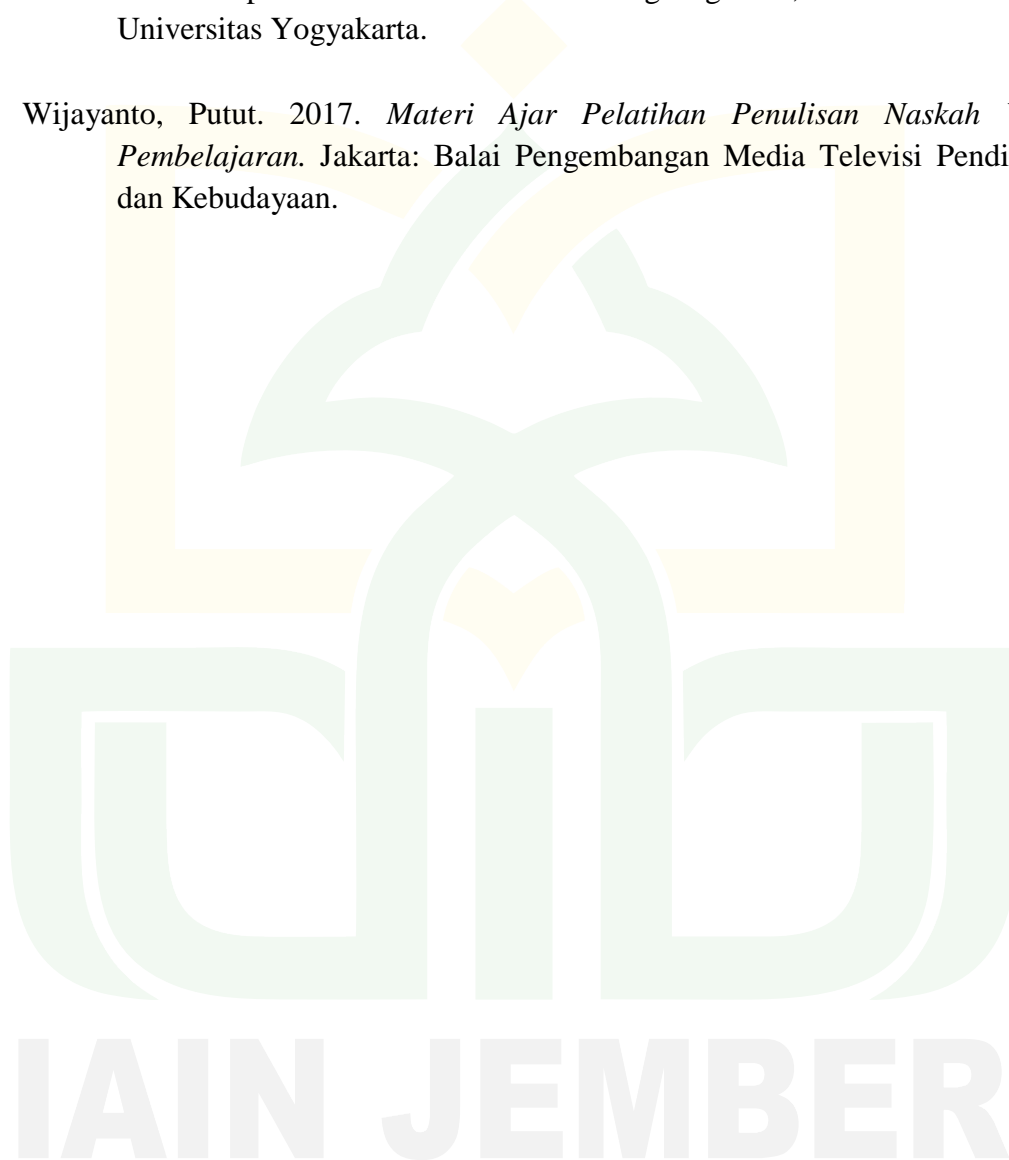 Universitas Yogyakarta.
Wijayanto, Putut. 2017. Materi Ajar Pelatihan Penulisan Naskah
Pembelajaran. Jakarta: Balai Pengembangan Media Televisi Pendi
dan Kebudayaan.
IAIN JEMBER